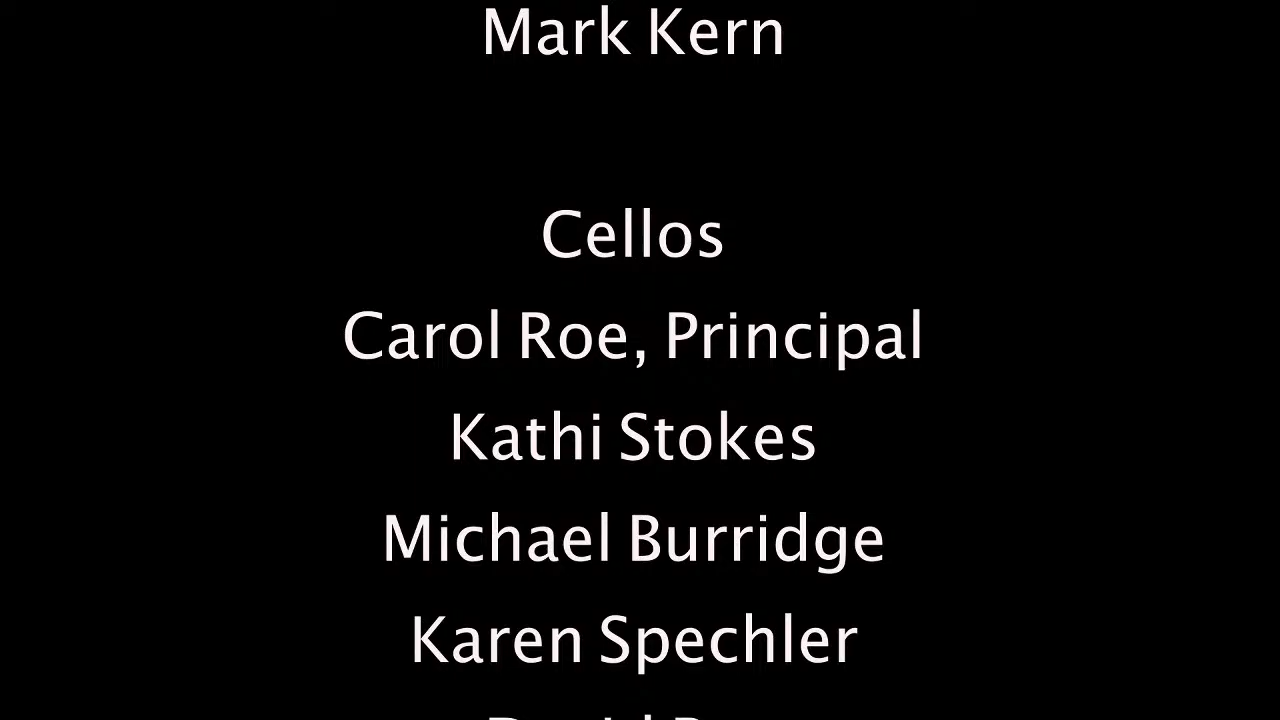 Mark Kern
Cellos
Carol Roe, Principal
Kathi Stokes
Michael Burridge
Karen Spechler